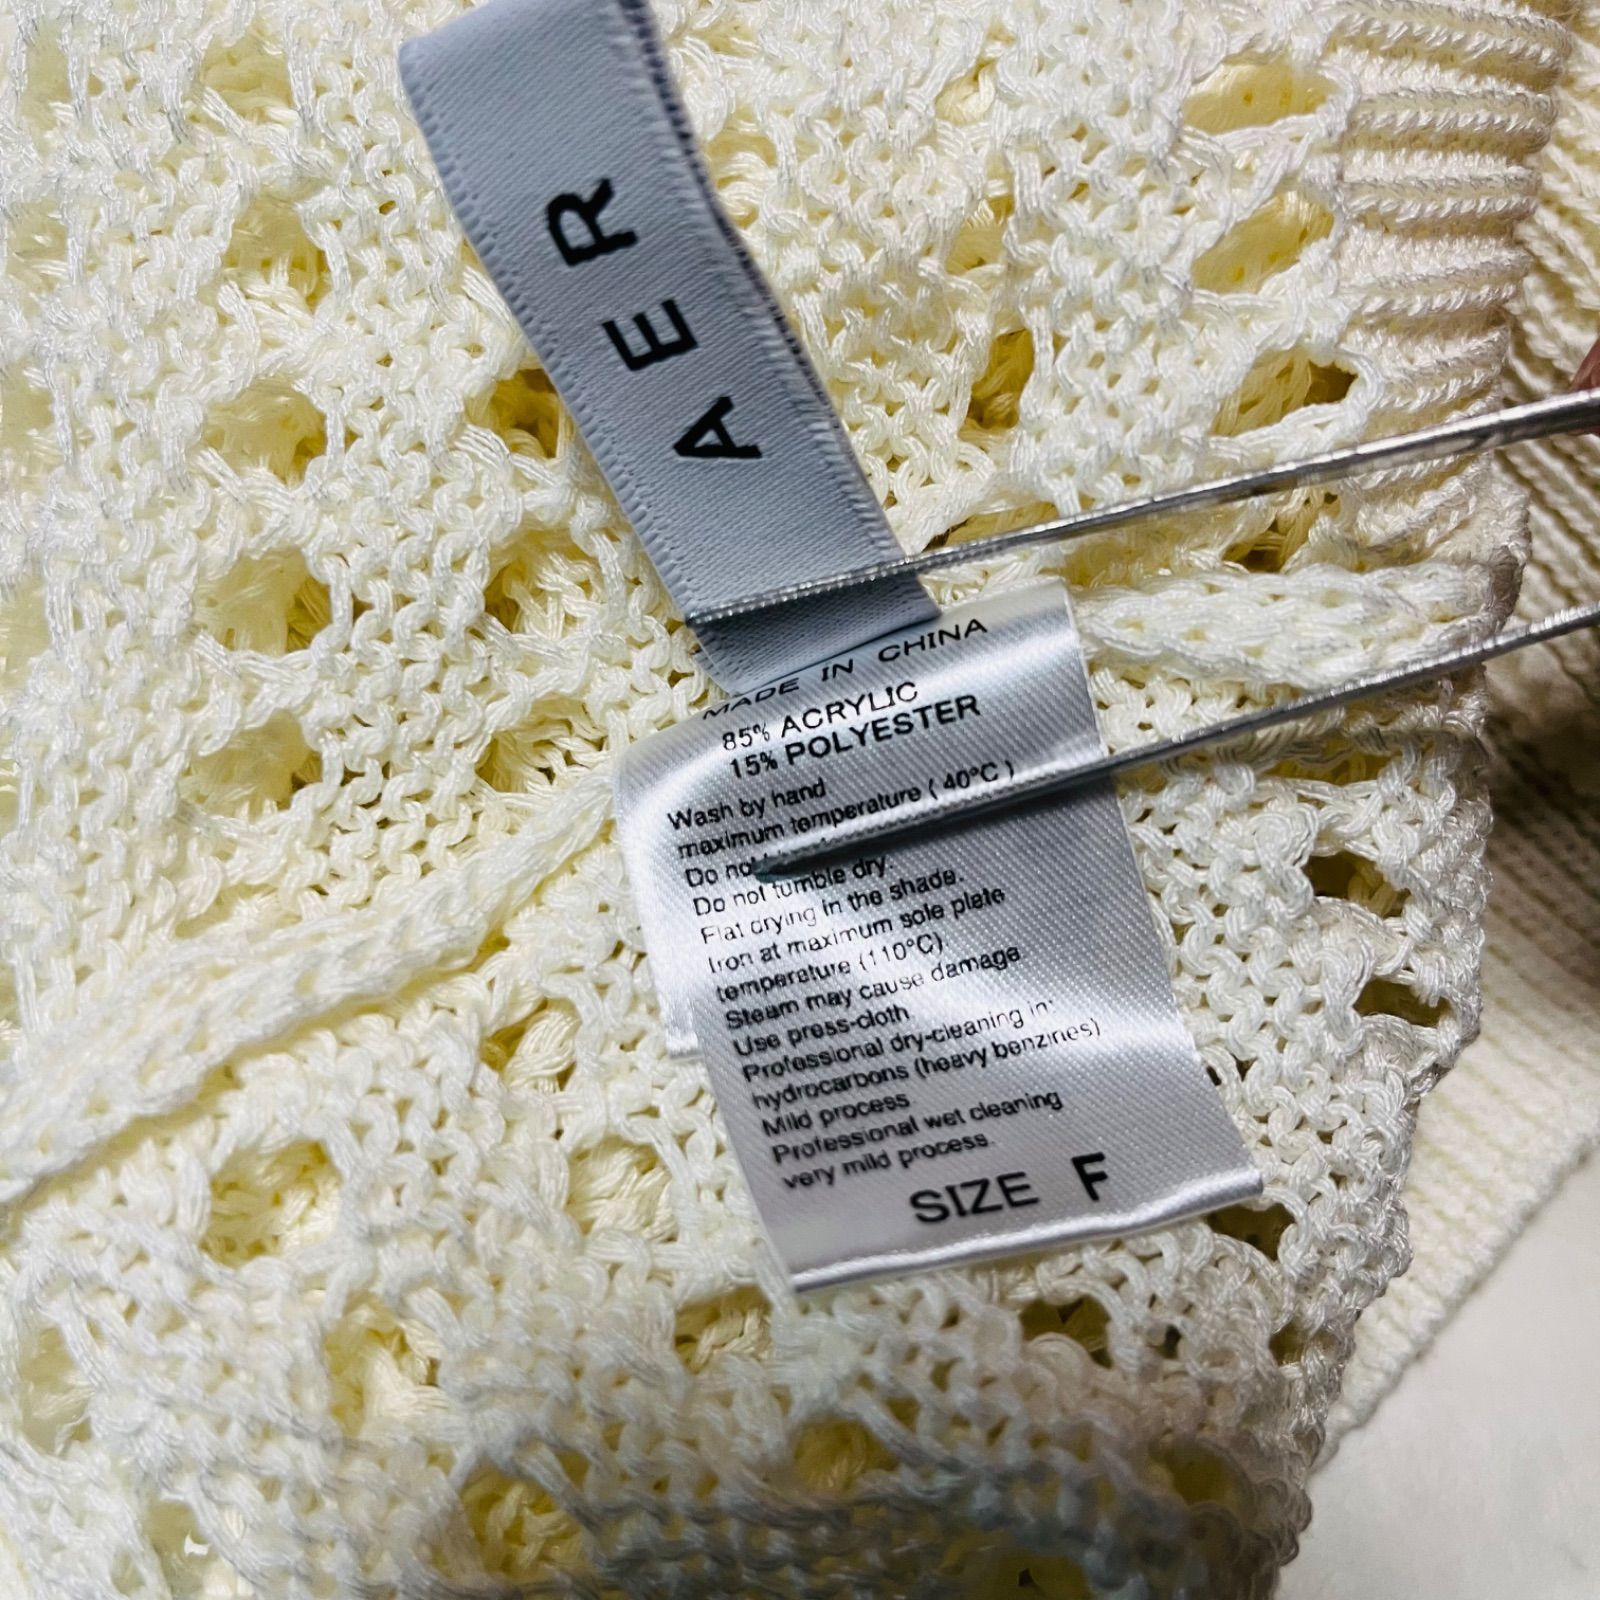 AER
MADE IN CHINA
85% ACRYLIC
15% POLYESTER
Wash by hand
maximum temperature ( 40°C )
Do not
Do not tumble dry.
Flat drying in the shade.
Iron at maximum sole plate
temperature (110°C)
Steam may cause damage
Use press-cloth
Professional dry-cleaning in:
hydrocarbons (heavy benzines)
Mild process
Professional wet cleaning
very mild process.
SIZE F